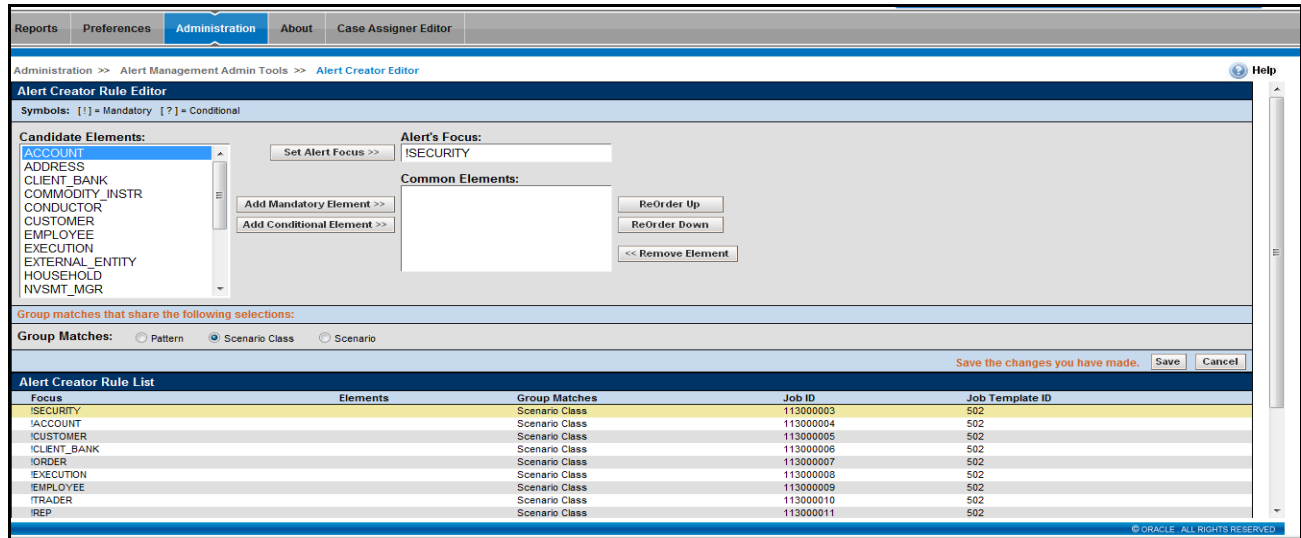 Reports Preferences Administration About Case Assigner Editor
Administration >> Alert Management Admin Tools >> Alert Creator Editor
Help
Alert Creator Rule Editor
Symbols: [!] = Mandatory [?] = Conditional
Candidate Elements:
ACCOUNT
ADDRESS
CLIENT_BANK
COMMODITY_INSTR
CONDUCTOR
CUSTOMER
EMPLOYEE
EXECUTION
EXTERNAL_ENTITY
HOUSEHOLD
NVSMT_MGR
Set Alert Focus >>
Add Mandatory Element >>
Add Conditional Element >>
Alert's Focus:
!SECURITY
Common Elements:
ReOrder Up
ReOrder Down
<< Remove Element
Group matches that share the following selections:
Group Matches: Pattern Scenario Class Scenario
Save the changes you have made. Save Cancel
Alert Creator Rule List
Focus Elements Group Matches Job ID Job Template ID
!SECURITY Scenario Class 113000003 502
!ACCOUNT Scenario Class 113000004 502
!CUSTOMER Scenario Class 113000005 502
!CLIENT_BANK Scenario Class 113000006 502
!ORDER Scenario Class 113000007 502
!EXECUTION Scenario Class 113000008 502
!EMPLOYEE Scenario Class 113000009 502
!TRADER Scenario Class 113000010 502
!REP Scenario Class 113000011 502
© ORACLE . ALL RIGHTS RESERVED